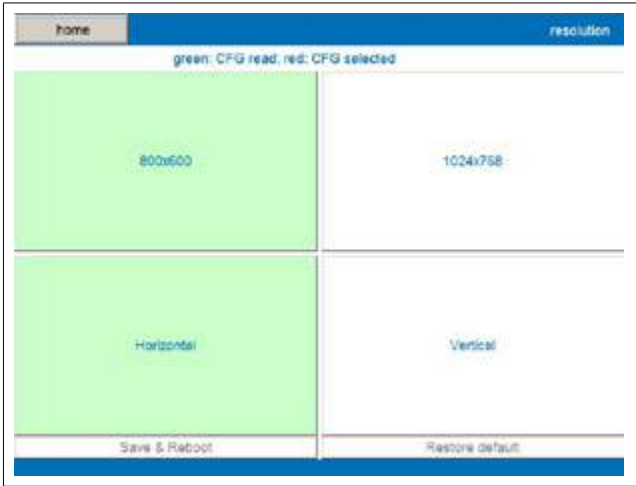 home resolution
green: CFG read, red: CFG selected
800x600 1024x768
Horizontal Vertical
Save & Reboot Restore default